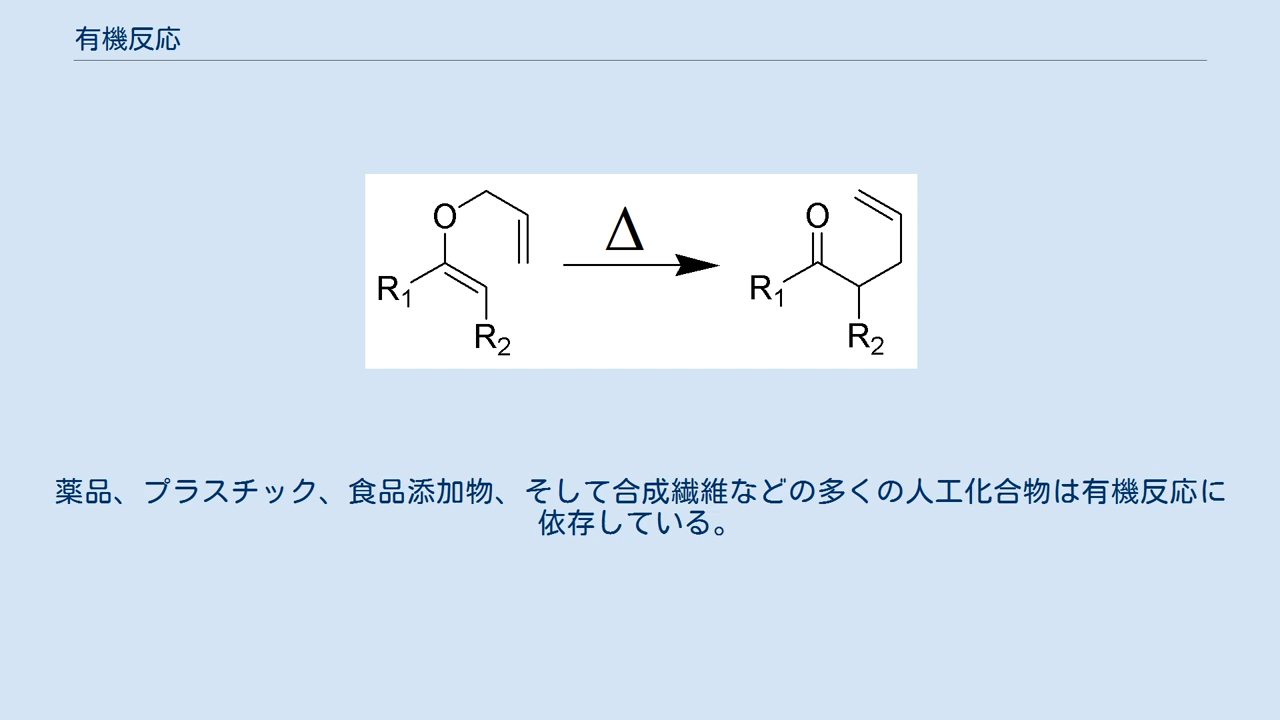 有機反応
O
Δ
O
R1
R2
R1
R2
薬品、プラスチック、食品添加物、そして合成繊維などの多くの人工化合物は有機反応に
依存している。